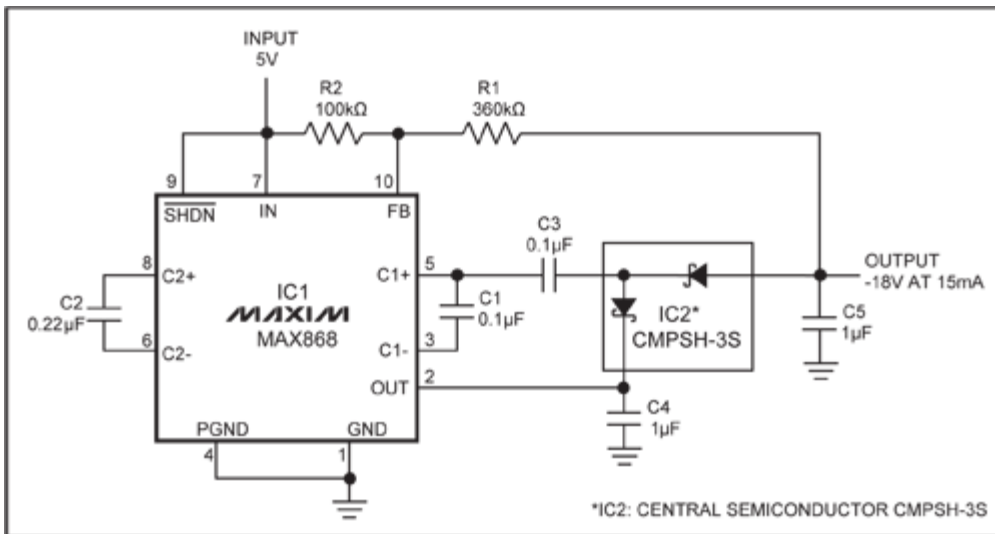 INPUT
5V
R2
100kΩ
R1
360kΩ
9
7
10
SHDN
IN
FB
C3
0.1µF
8
C2+
C1+
5
OUTPUT
-18V AT 15mA
C2
0.22µF
IC1
MAXIM
MAX868
C1
0.1µF
IC2*
CMPSH-3S
C5
1µF
6
C2-
C1-
3
OUT
2
C4
1µF
PGND
GND
4
1
*IC2: CENTRAL SEMICONDUCTOR CMPSH-3S